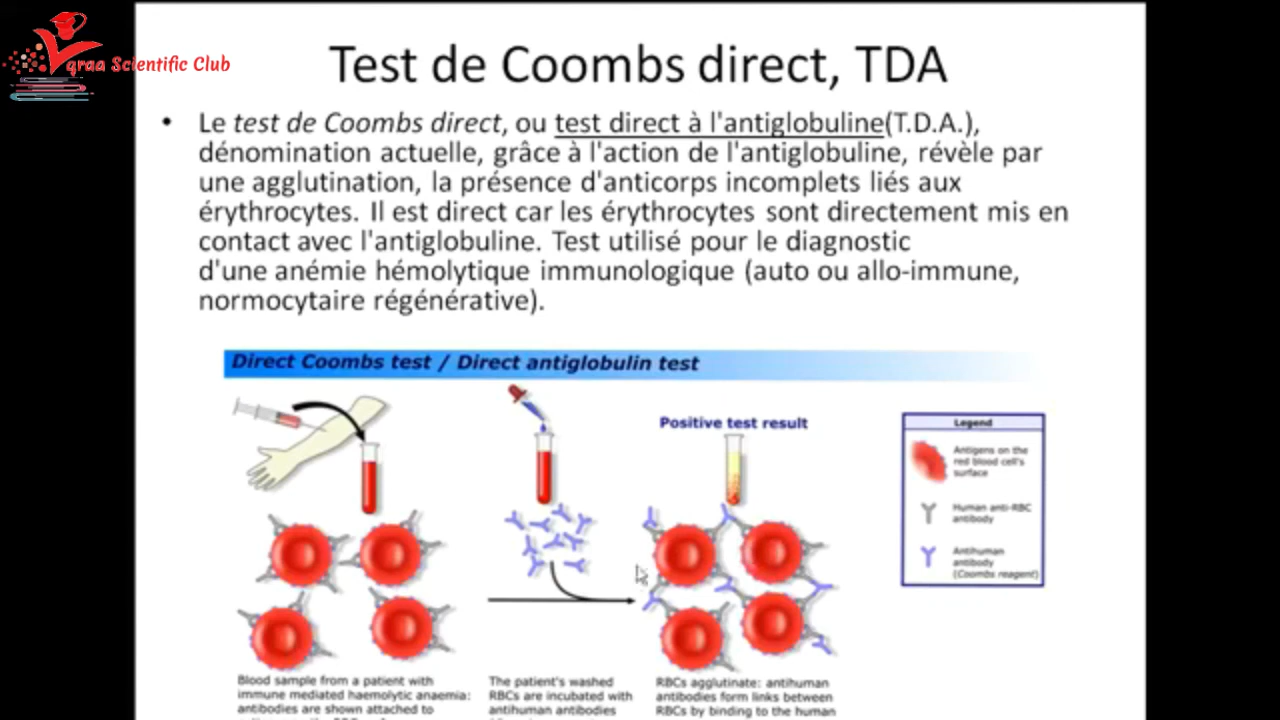 Yqraa Scientific Club
Test de Coombs direct, TDA
• Le test de Coombs direct, ou test direct à l'antiglobuline(T.D.A.),
dénomination actuelle, grâce à l'action de l'antiglobuline, révèle par
une agglutination, la présence d'anticorps incomplets liés aux
érythrocytes. Il est direct car les érythrocytes sont directement mis en
contact avec l'antiglobuline. Test utilisé pour le diagnostic
d'une anémie hémolytique immunologique (auto ou allo-immune,
normocytaire régénérative).
Direct Coombs test / Direct antiglobulin test
Positive test result
Legend
Antigens on the
red blood cell's
surface
Human anti-RBC
antibody
Antihuman
antibody
(Coombs reagent)
Blood sample from a patient with
immune mediated haemolytic anaemia:
antibodies are shown attached to
The patient's washed
RBCs are incubated with
antihuman antibodies
RBCs agglutinate: antihuman
antibodies form links between
RBCs by binding to the human